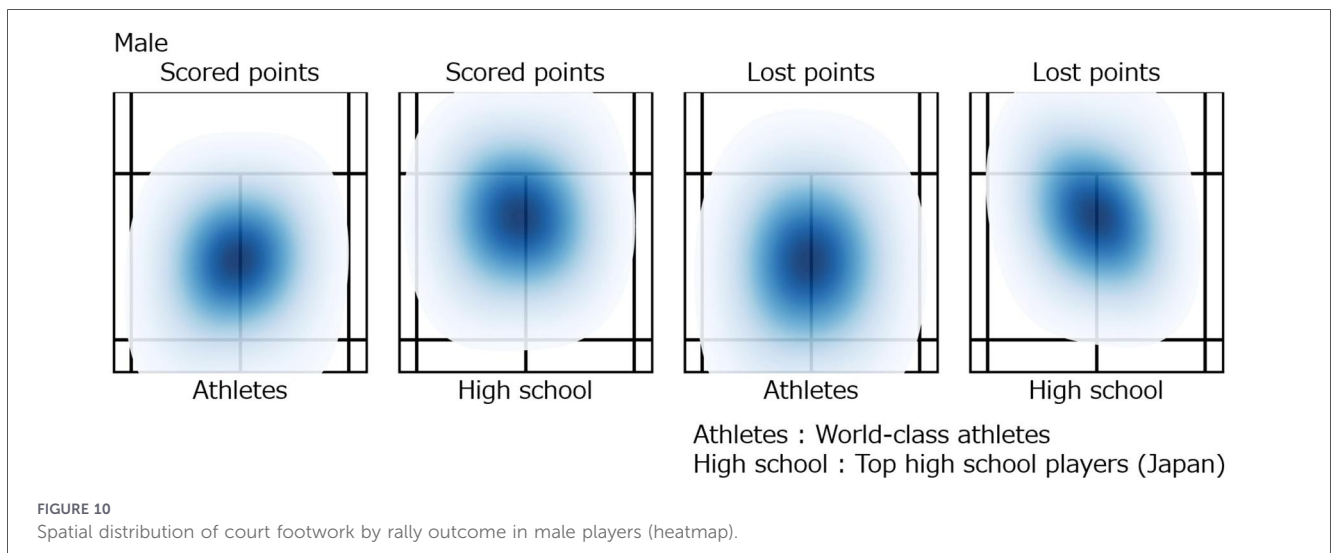 Male
Scored points
Scored points
Lost points
Lost points
Athletes
High school
Athletes
High school
Athletes : World-class athletes
High school : Top high school players (Japan)
FIGURE 10
Spatial distribution of court footwork by rally outcome in male players (heatmap).